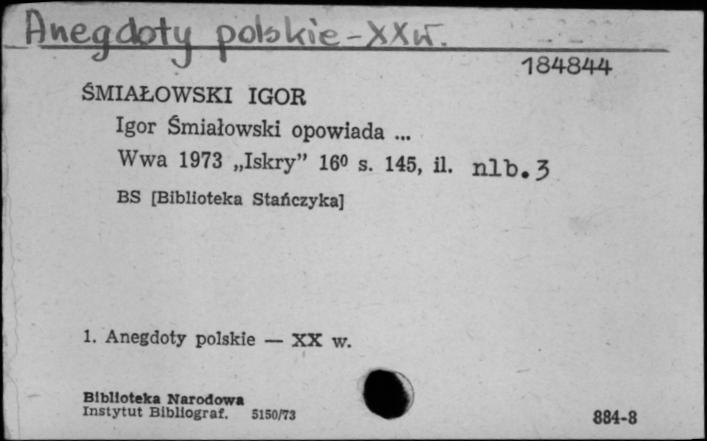 Anegdoty polskie - XX w.
184844
ŚMIAŁOWSKI IGOR
Igor Śmiałowski opowiada ...
Wwa 1973 „Iskry” 16⁰ s. 145, il. nlb. 3
BS [Biblioteka Stańczyka]
1. Anegdoty polskie — XX w.
Biblioteka Narodowa
Instytut Bibliograf. 5150/73
884-8